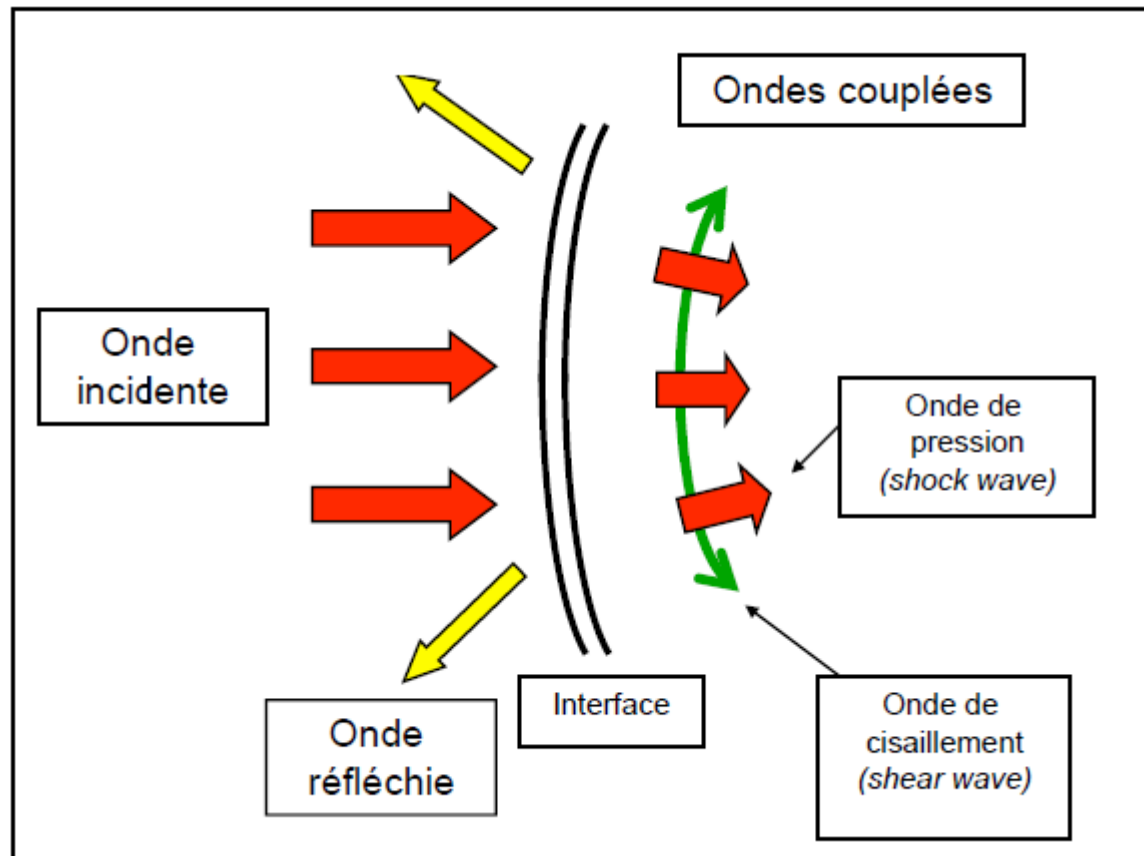 Ondes couplées
Onde
incidente
Onde de
pression
(shock wave)
Interface
Onde
réfléchie
Onde de
cisaillement
(shear wave)